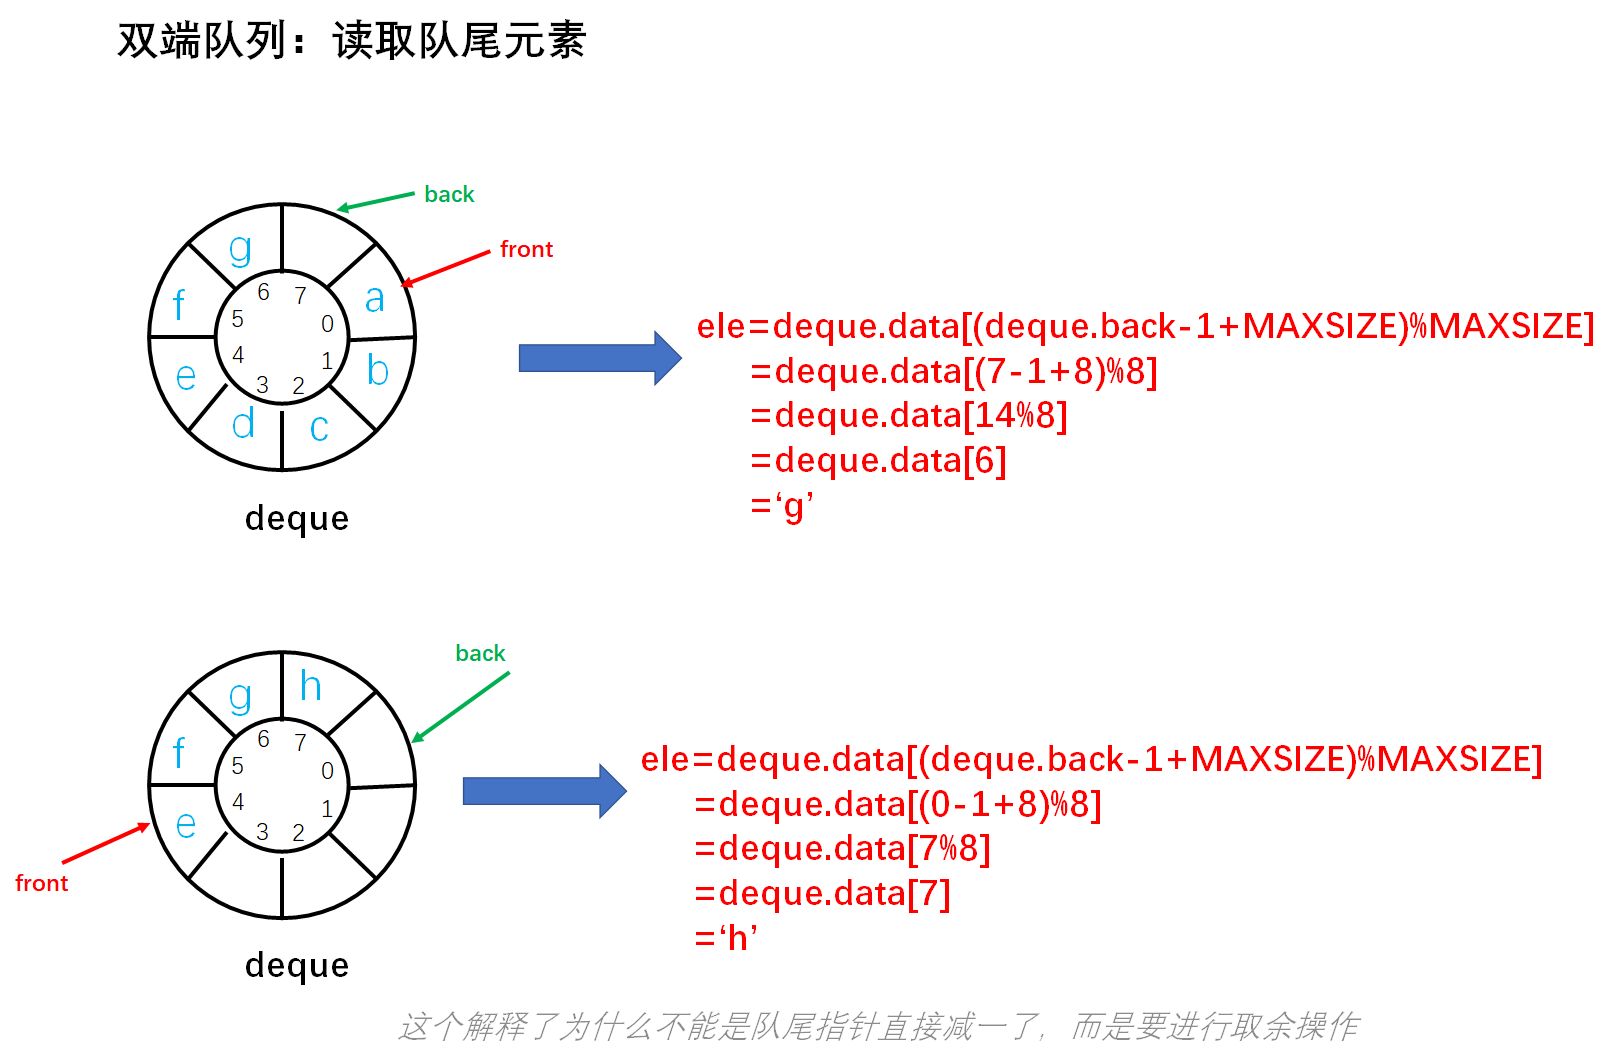 双端队列：读取队尾元素
back
front
g
f
a
e
b
d
c
6
7
5
0
4
1
3
2
deque
ele=deque.data[(deque.back-1+MAXSIZE)%MAXSIZE]
=deque.data[(7-1+8)%8]
=deque.data[14%8]
=deque.data[6]
=‘g’
back
front
g
h
f
e
6
7
5
0
4
1
3
2
deque
ele=deque.data[(deque.back-1+MAXSIZE)%MAXSIZE]
=deque.data[(0-1+8)%8]
=deque.data[7%8]
=deque.data[7]
=‘h’
这个解释了为什么不能是队尾指针直接减一了，而是要进行取余操作